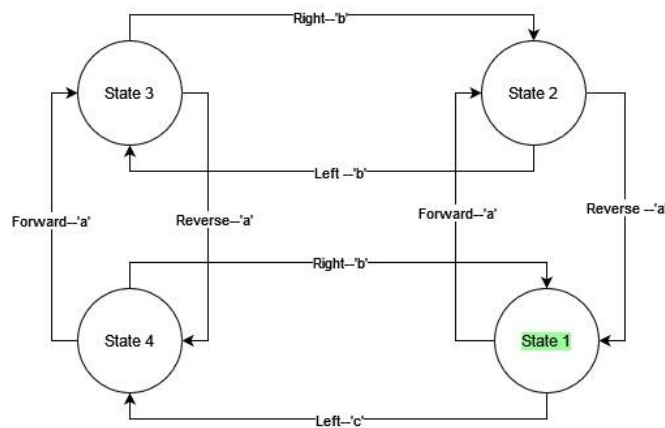 Right--'b'
State 3
State 2
Left --'b'
Forward--'a'
Reverse--'a'
Forward--'a'
Reverse --'a'
Right--'b'
State 4
State 1
Left--'c'